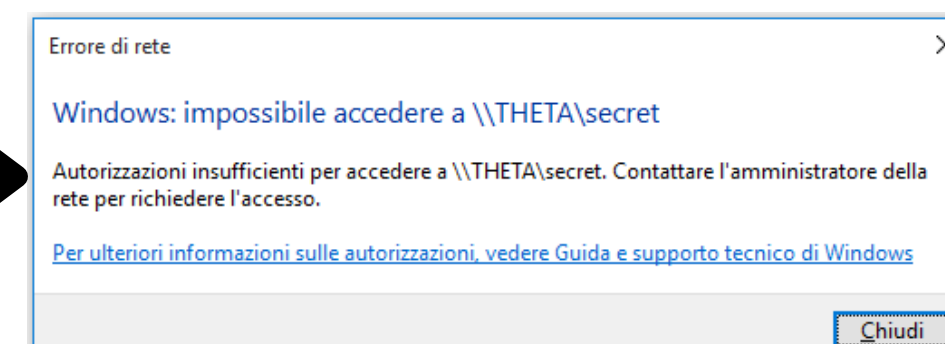 Errore di rete
Windows: impossibile accedere a \\THETA\secret
Autorizzazioni insufficienti per accedere a \\THETA\secret. Contattare l'amministratore della
rete per richiedere l'accesso.
Per ulteriori informazioni sulle autorizzazioni, vedere Guida e supporto tecnico di Windows
Chiudi